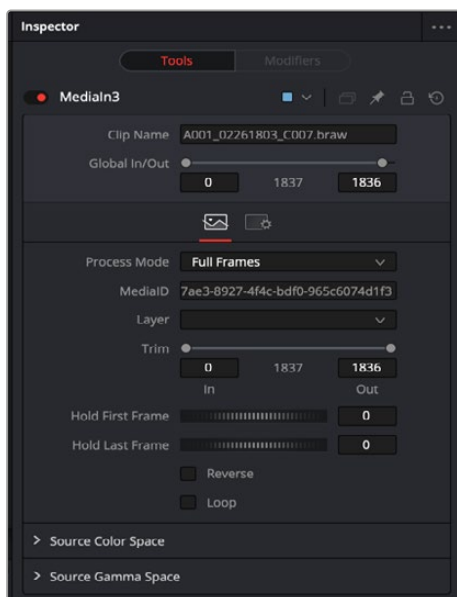 Inspector
Tools Modifiers
MediaIn3
Clip Name A001_02261803_C007.braw
Global In/Out
0 1837 1836
Process Mode Full Frames
MediaID 7ae3-8927-4f4c-bdf0-965c6074d1f3
Layer
Trim
0 1837 1836
In Out
Hold First Frame 0
Hold Last Frame 0
Reverse
Loop
Source Color Space
Source Gamma Space